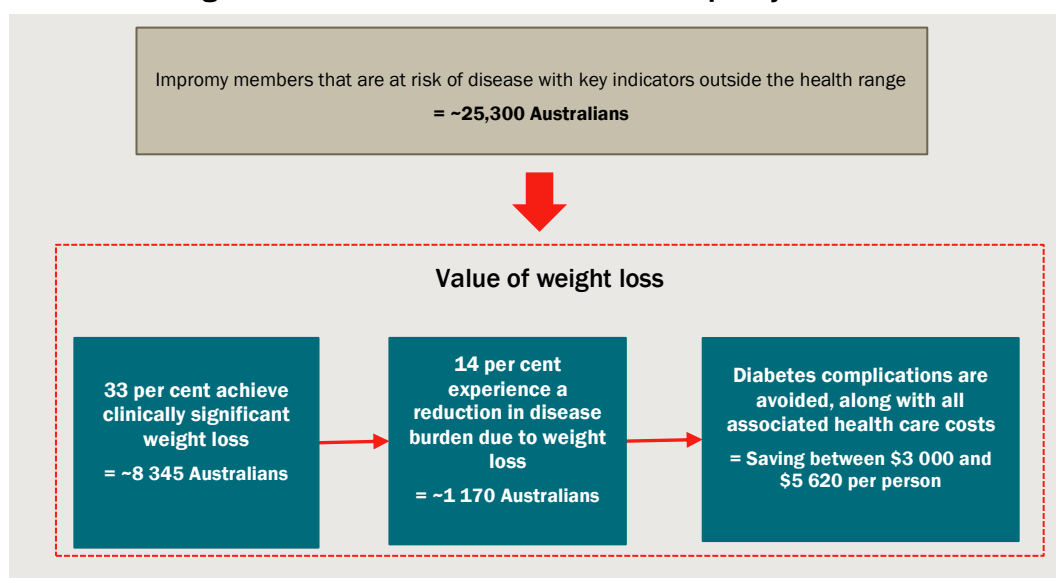 Impromy members that are at risk of disease with key indicators outside the health range
= ~25,300 Australians
Value of weight loss
33 per cent achieve
clinically significant
weight loss
= ~8 345 Australians
14 per cent
experience a
reduction in disease
burden due to weight
loss
= ~1 170 Australians
Diabetes complications are
avoided, along with all
associated health care costs
= Saving between $3 000 and
$5 620 per person